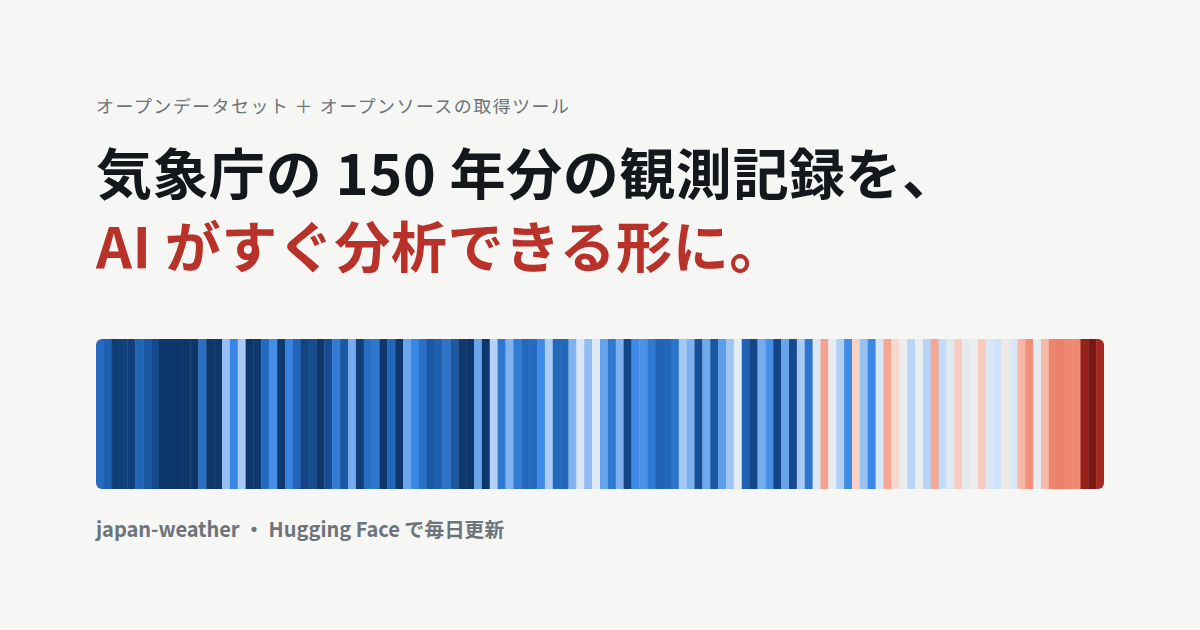 オープンデータセット ＋ オープンソースの取得ツール
気象庁の 150 年分の観測記録を、
AI がすぐ分析できる形に。
japan-weather ・ Hugging Face で毎日更新